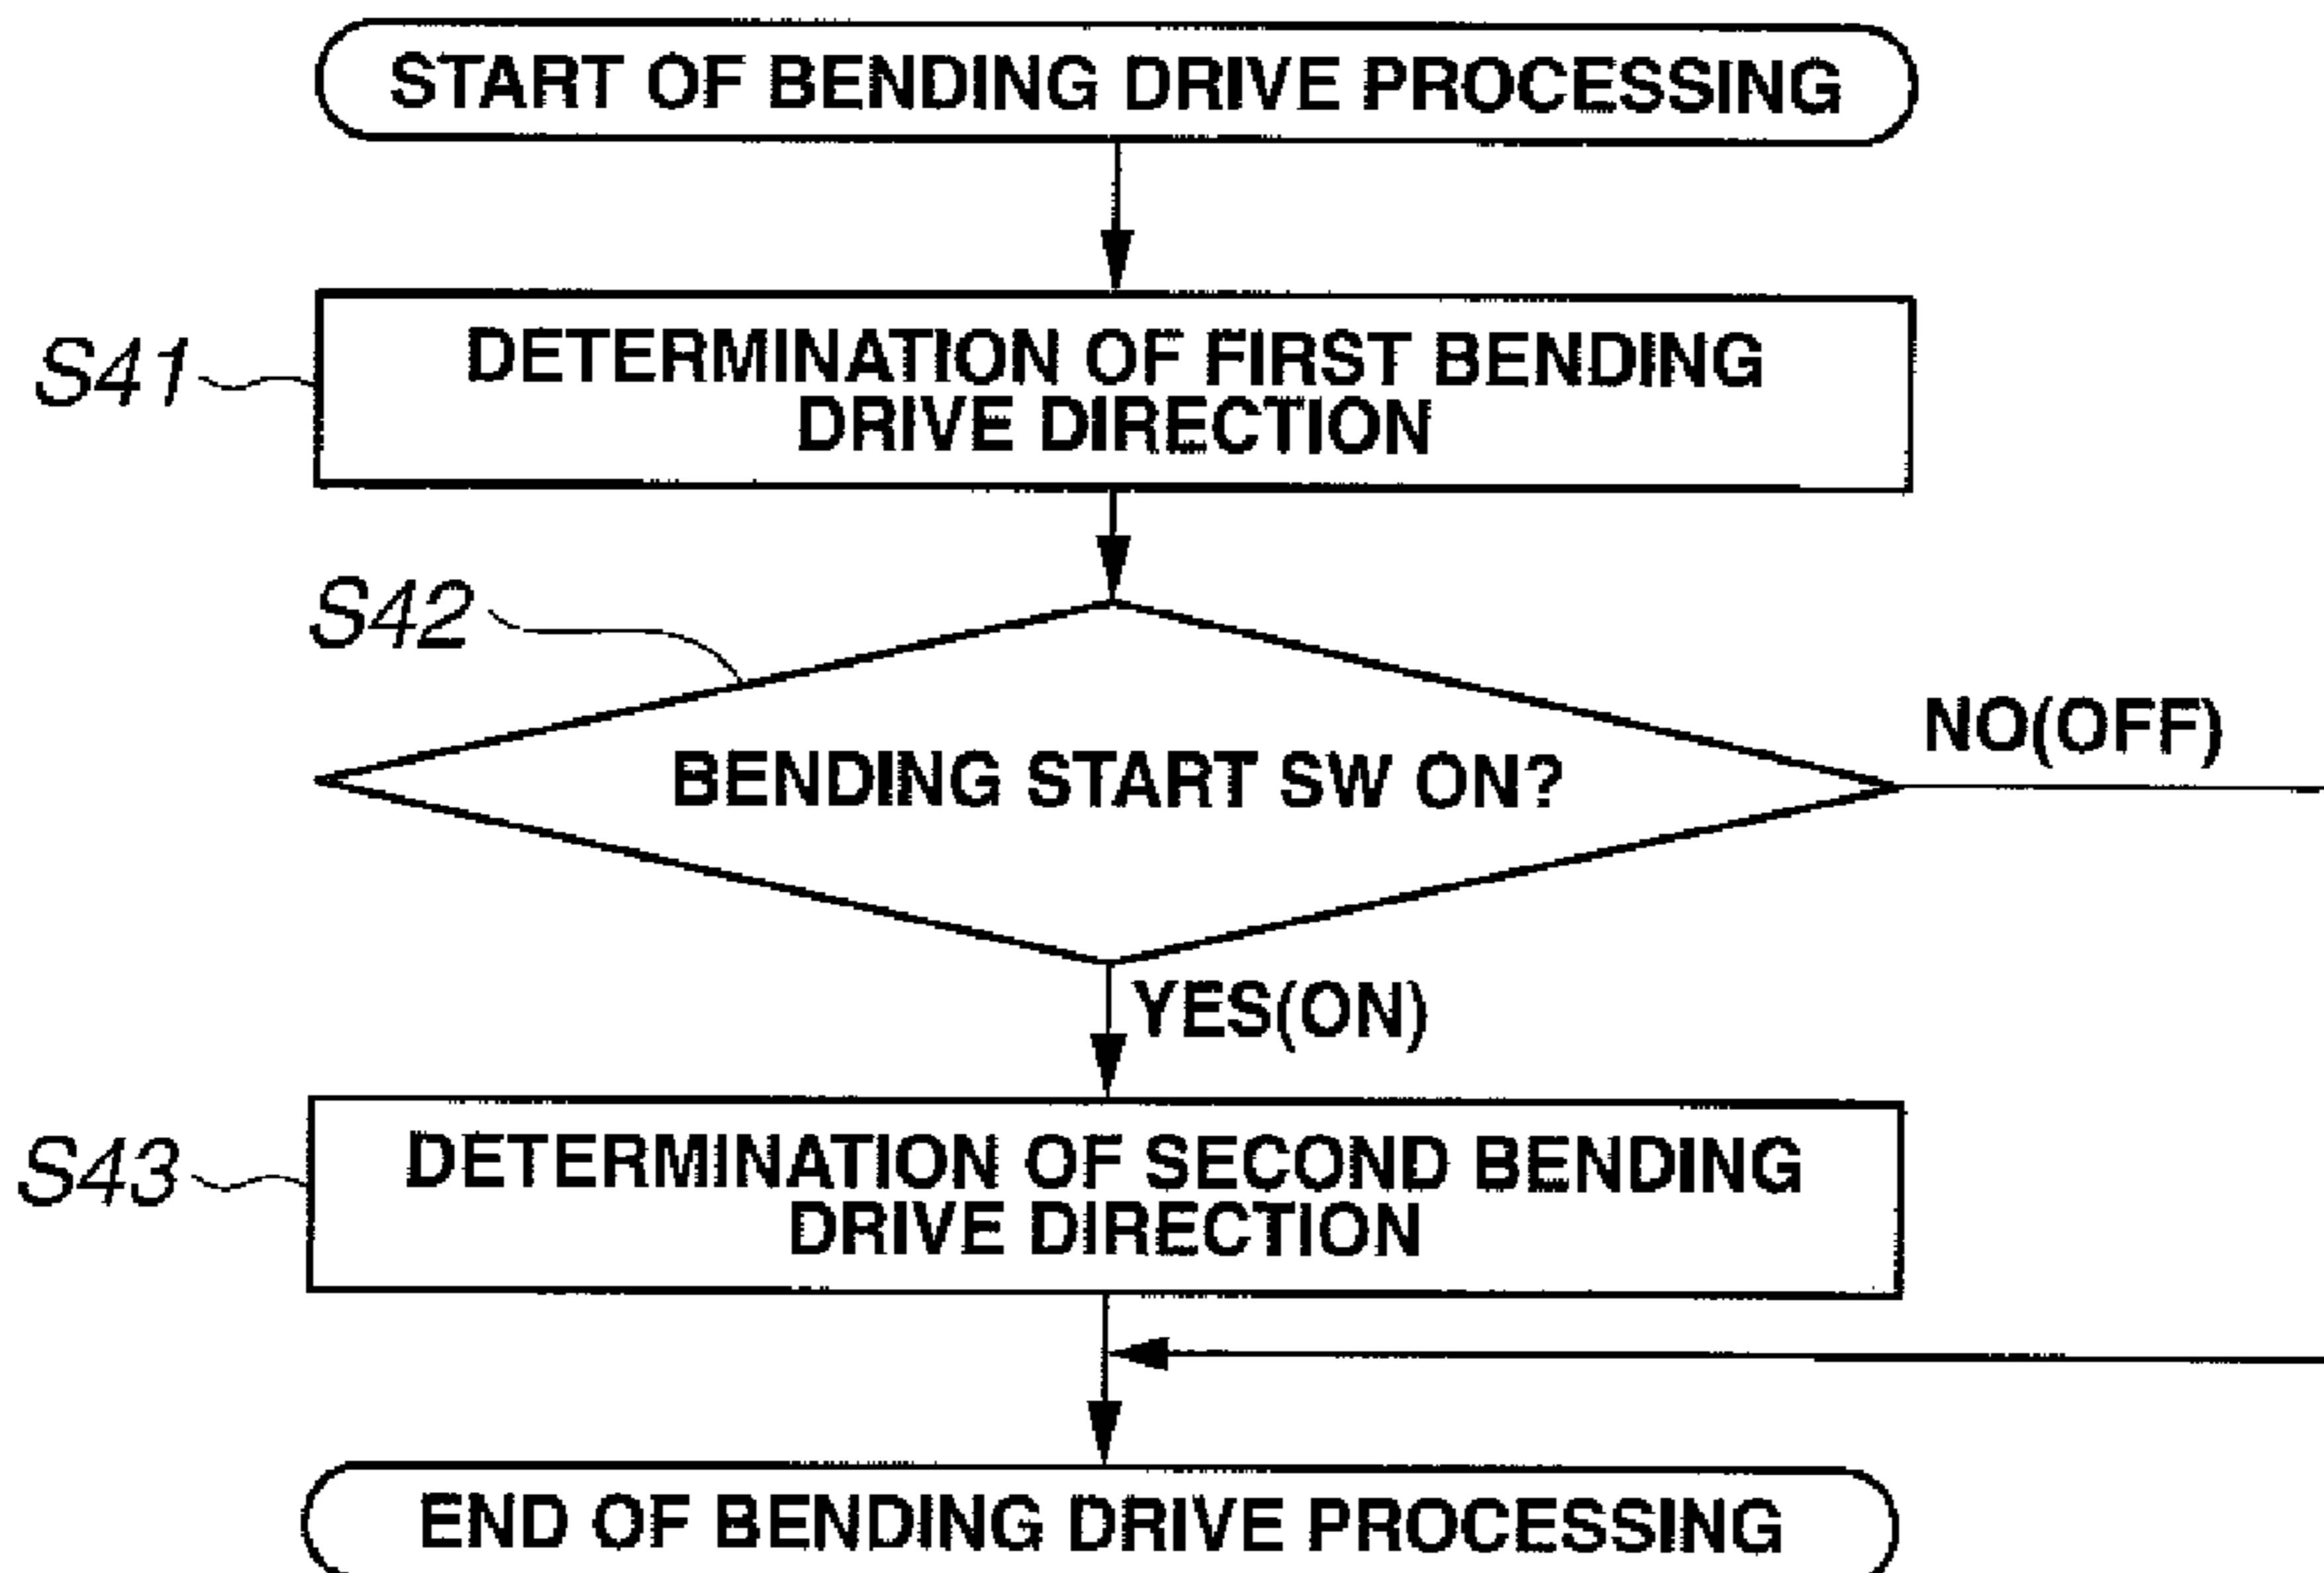 START OF BENDING DRIVE PROCESSING
S41
DETERMINATION OF FIRST BENDING
DRIVE DIRECTION
S42
BENDING START SW ON?
NO(OFF)
YES(ON)
S43
DETERMINATION OF SECOND BENDING
DRIVE DIRECTION
END OF BENDING DRIVE PROCESSING